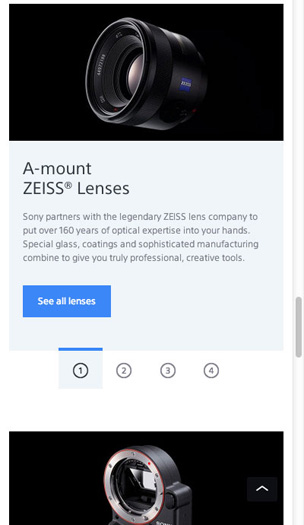 ZEISS
A-mount
ZEISS® Lenses
Sony partners with the legendary ZEISS lens company to
put over 160 years of optical expertise into your hands.
Special glass, coatings and sophisticated manufacturing
combine to give you truly professional, creative tools.
See all lenses
1 2 3 4